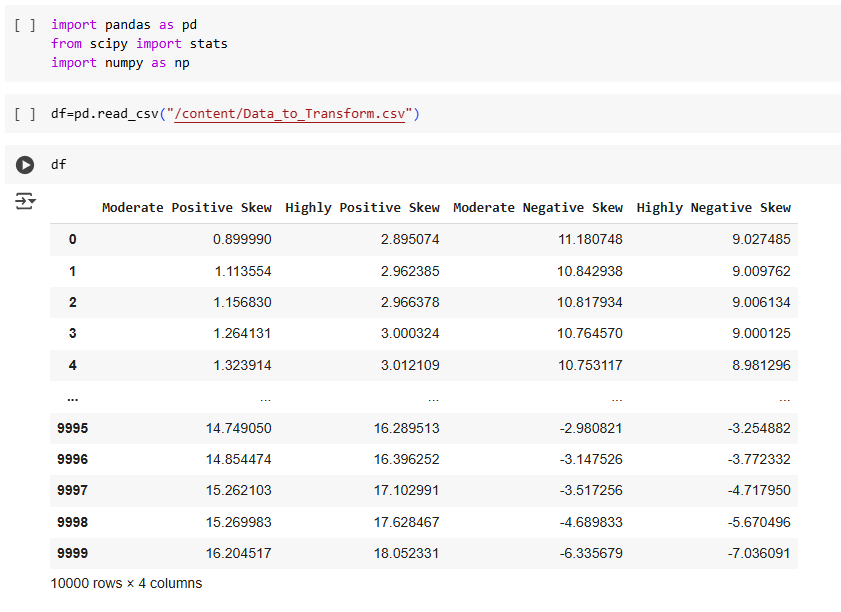 [ ] import pandas as pd
from scipy import stats
import numpy as np
[ ] df=pd.read_csv("/content/Data_to_Transform.csv")
df
Moderate Positive Skew Highly Positive Skew Moderate Negative Skew Highly Negative Skew
0 0.899990 2.895074 11.180748 9.027485
1 1.113554 2.962385 10.842938 9.009762
2 1.156830 2.966378 10.817934 9.006134
3 1.264131 3.000324 10.764570 9.000125
4 1.323914 3.012109 10.753117 8.981296
... ... ... ... ...
9995 14.749050 16.289513 -2.980821 -3.254882
9996 14.854474 16.396252 -3.147526 -3.772332
9997 15.262103 17.102991 -3.517256 -4.717950
9998 15.269983 17.628467 -4.689833 -5.670496
9999 16.204517 18.052331 -6.335679 -7.036091
10000 rows × 4 columns